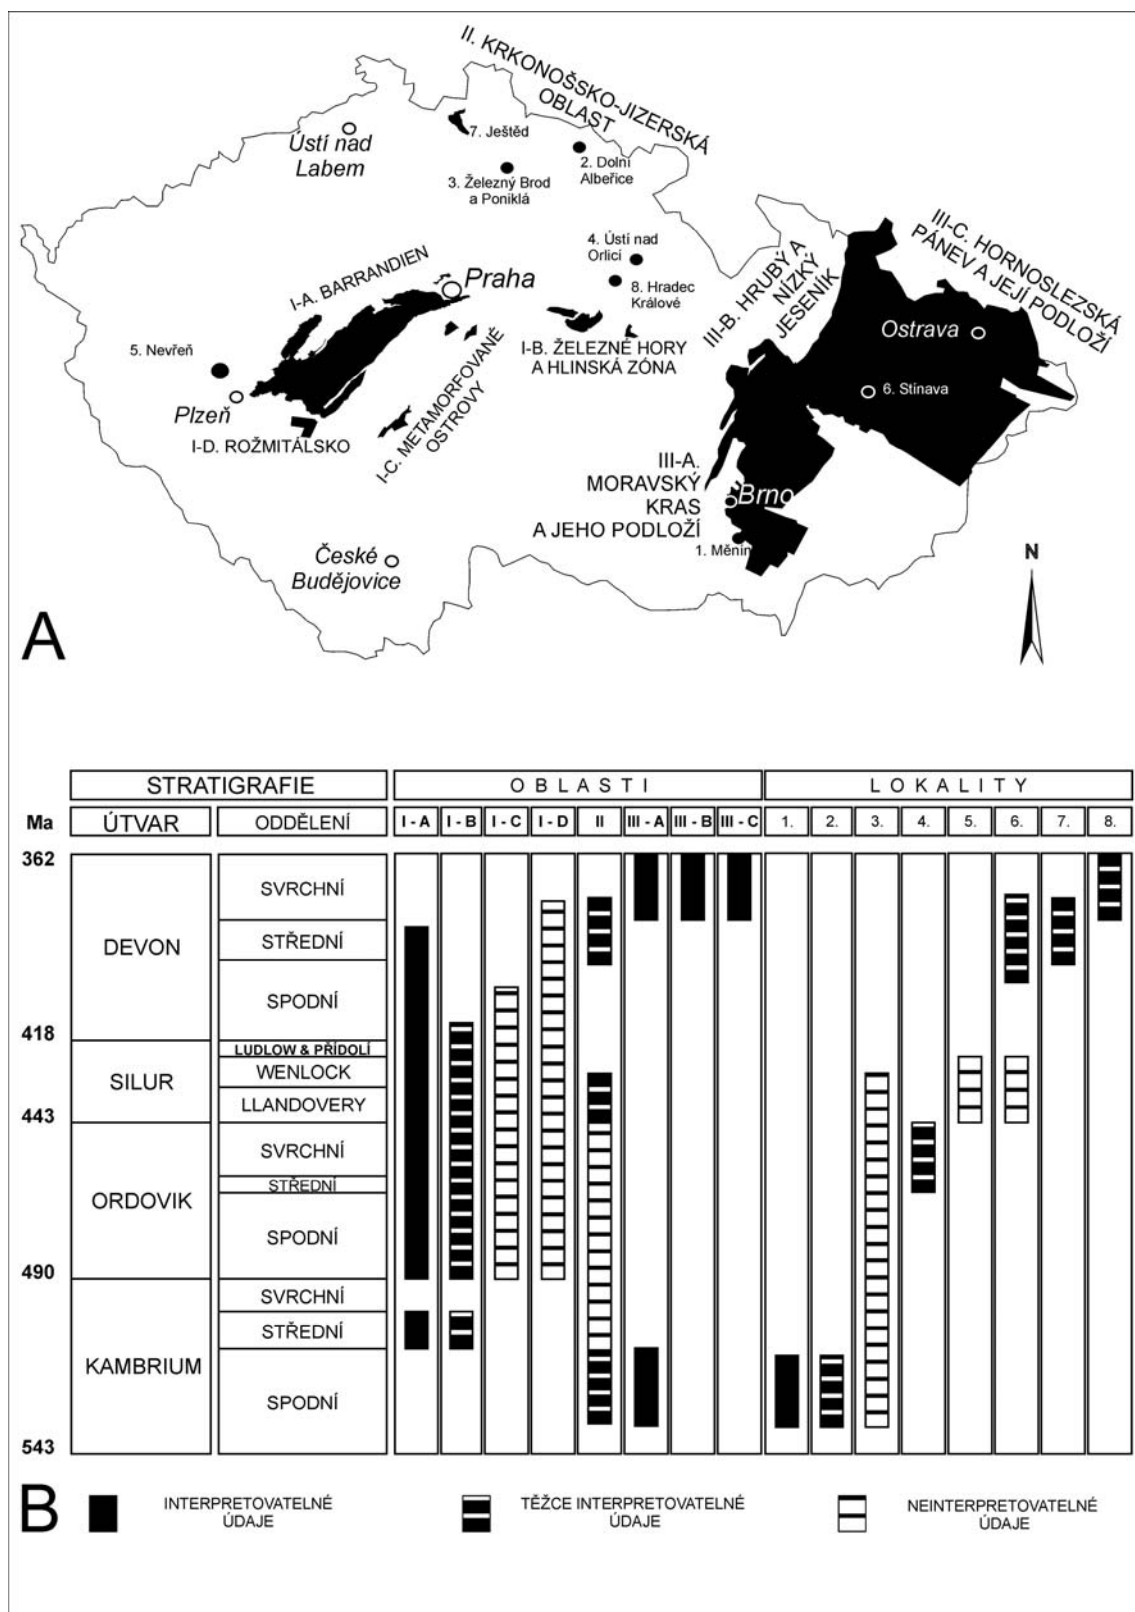 II. KRKONOŠSKO-JIZERSKÁ
OBLAST
7. Ještěd
Ústí nad
Labem
2. Dolní
Albeřice
3. Železný Brod
a Poniklá
4. Ústí nad
Orlicí
8. Hradec
Králové
I-A. BARRANDIEN
Praha
5. Nevřeň
Plzeň
I-D. ROŽMITÁLSKO
I-C. METAMORFOVANÉ
OSTROVY
I-B. ŽELEZNÉ HORY
A HLINSKÁ ZÓNA
III-B. HRUBÝ A
NÍZKÝ
JESENÍK
III-C. HORNOSLEZSKÁ
PÁNEV A JEJÍ PODLOŽÍ
Ostrava
6. Stínava
III-A.
MORAVSKÝ
KRAS
A JEHO PODLOŽÍ
Brno
1. Měnín
České
Budějovice
N
A
STRATIGRAFIE OBLASTI LOKALITY
Ma ÚTVAR ODDĚLENÍ I - A I - B I - C I - D II III - A III - B III - C 1. 2. 3. 4. 5. 6. 7. 8.
362
SVRCHNÍ
DEVON
STŘEDNÍ
SPODNÍ
418
LUDLOW & PŘÍDOLÍ
SILUR
WENLOCK
LLANDOVERY
443
SVRCHNÍ
ORDOVIK
STŘEDNÍ
SPODNÍ
490
SVRCHNÍ
STŘEDNÍ
KAMBRIUM
SPODNÍ
543
B
INTERPRETOVATELNÉ
ÚDAJE
TĚŽCE INTERPRETOVATELNÉ
ÚDAJE
NEINTERPRETOVATELNÉ
ÚDAJE